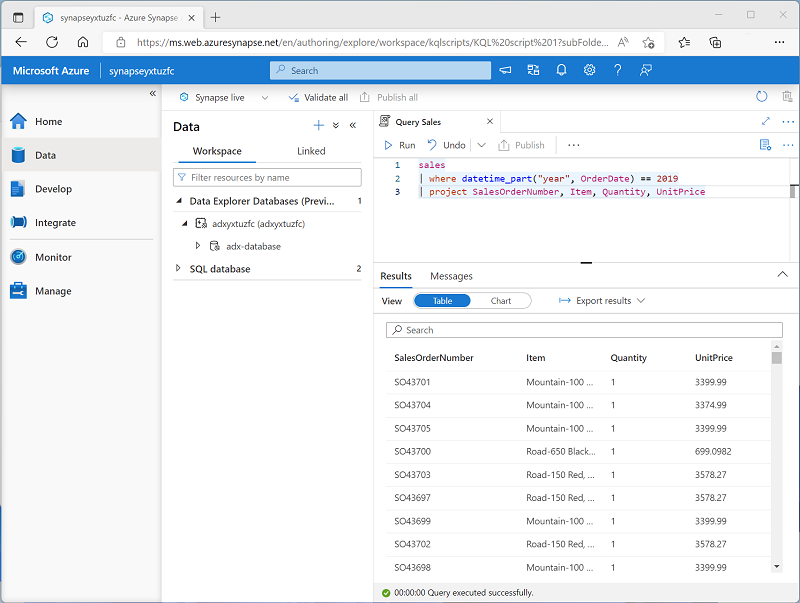 synapseyxtuzfc - Azure Synapse
https://ms.web.azuresynapse.net/en/authoring/explore/workspace/kqlscripts/KQL%20script%201?subFolde...
Microsoft Azure
synapseyxtuzfc
Search
Home
Data
Develop
Integrate
Monitor
Manage
Synapse live
Validate all
Publish all
Data
Workspace
Linked
Filter resources by name
Data Explorer Databases (Previ... 1
adxyxtuzfc (adxyxtuzfc)
adx-database
SQL database 2
Query Sales
Run Undo Publish
1 sales
2 | where datetime_part("year", OrderDate) == 2019
3 | project SalesOrderNumber, Item, Quantity, UnitPrice
Results Messages
View Table Chart Export results
Search
SalesOrderNumber Item Quantity UnitPrice
SO43701 Mountain-100 ... 1 3399.99
SO43704 Mountain-100 ... 1 3374.99
SO43705 Mountain-100 ... 1 3399.99
SO43700 Road-650 Black... 1 699.0982
SO43703 Road-150 Red, ... 1 3578.27
SO43697 Road-150 Red, ... 1 3578.27
SO43699 Mountain-100 ... 1 3399.99
SO43702 Road-150 Red, ... 1 3578.27
SO43698 Mountain-100 ... 1 3399.99
00:00:00 Query executed successfully.